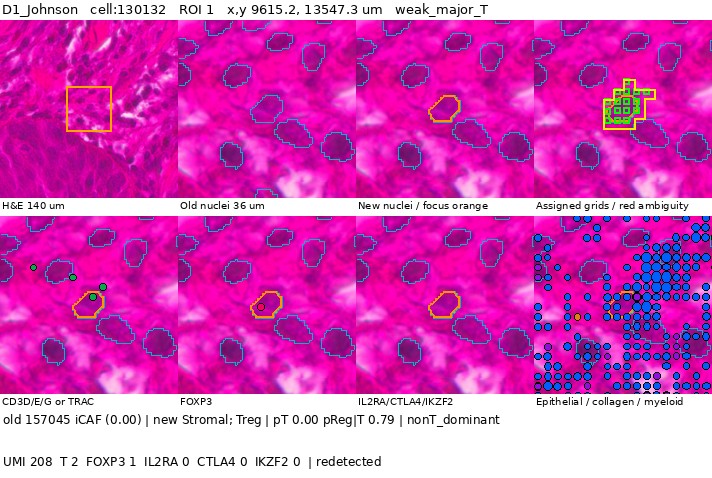 D1_Johnson   cell:130132   ROI 1   x,y 9615.2, 13547.3 um   weak_major_T
H&E 140 um
Old nuclei 36 um
New nuclei / focus orange
Assigned grids / red ambiguity
CD3D/E/G or TRAC
FOXP3
IL2RA/CTLA4/IKZF2
Epithelial / collagen / myeloid
old 157045 iCAF (0.00) | new Stromal; Treg | pT 0.00 pReg|T 0.79 | nonT_dominant
UMI 208  T 2  FOXP3 1  IL2RA 0  CTLA4 0  IKZF2 0  | redetected